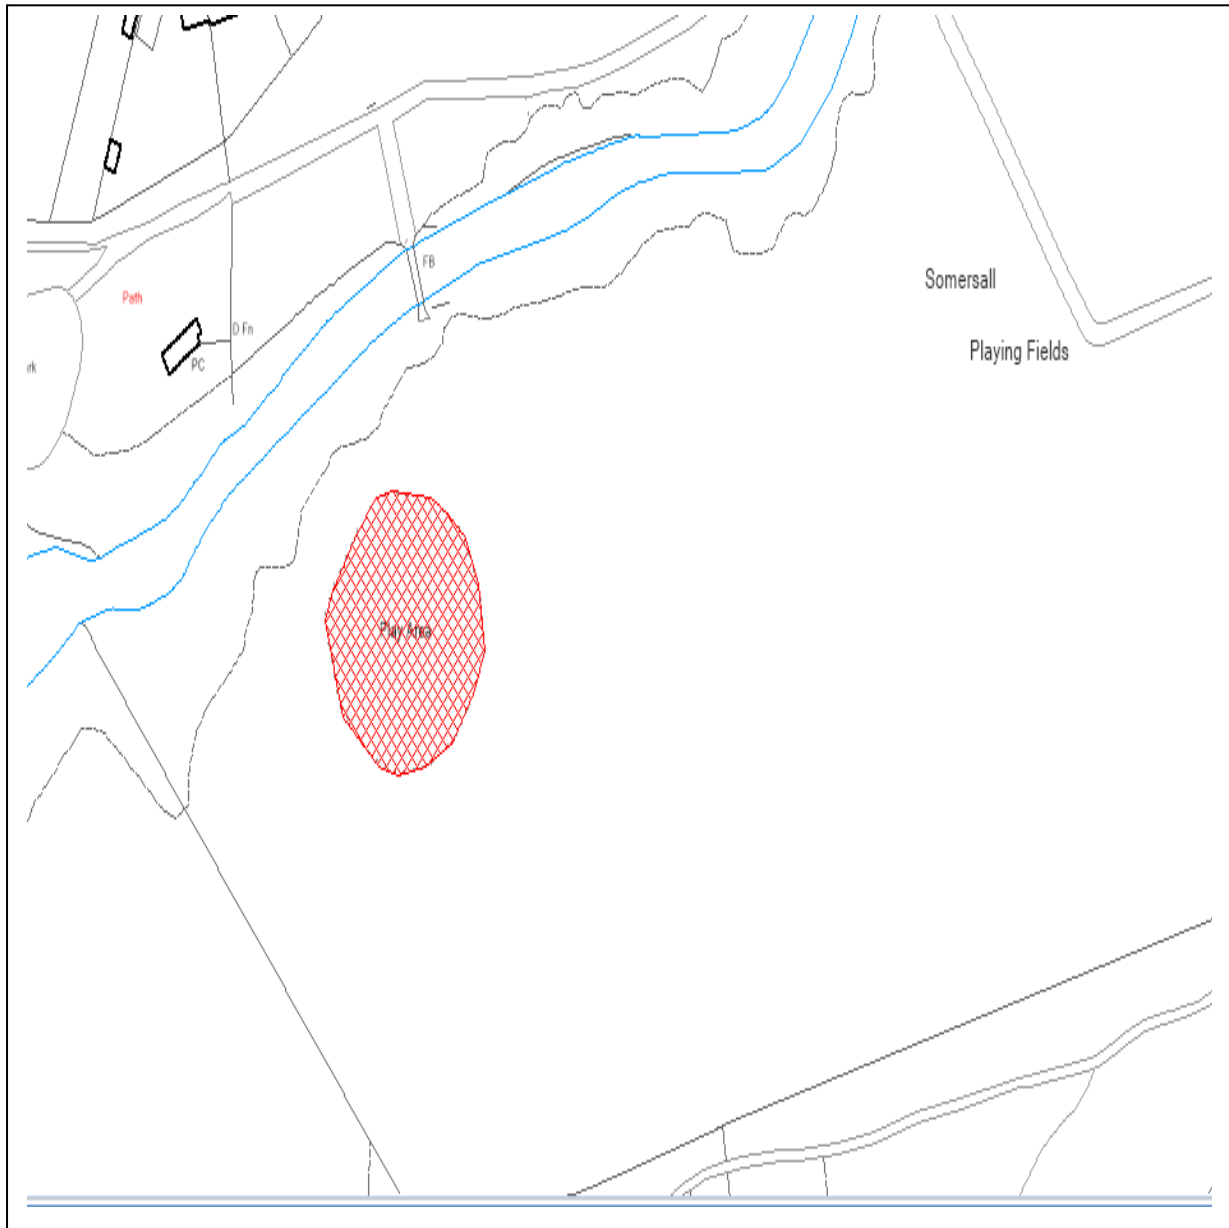 FB
Somersall
Path
D Fn
Playing Fields
PC
rk
Play Area